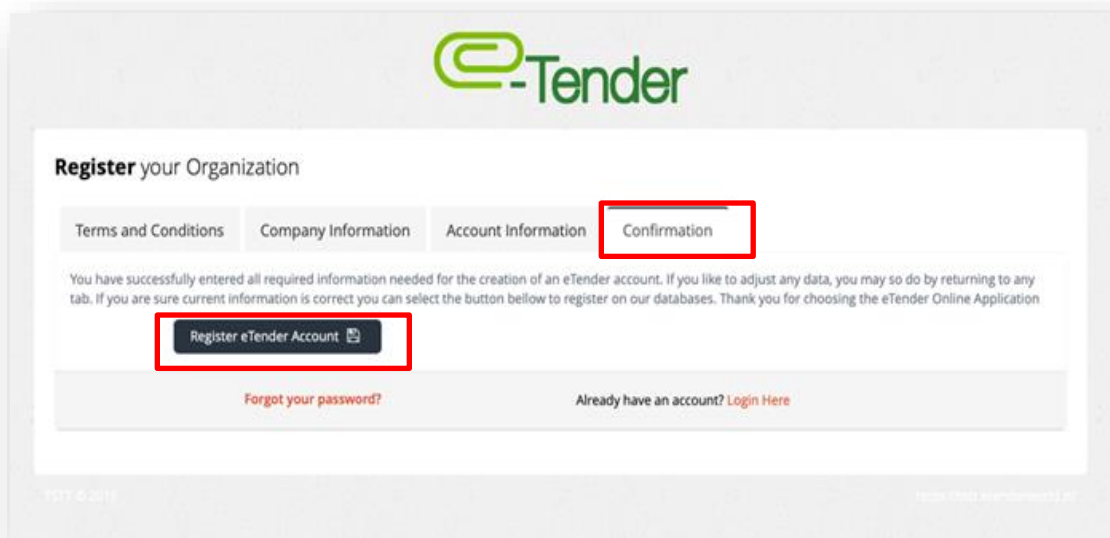 e-Tender
Register your Organization
Terms and Conditions Company Information Account Information Confirmation
You have successfully entered all required information needed for the creation of an eTender account. If you like to adjust any data, you may so do by returning to any
tab. If you are sure current information is correct you can select the button bellow to register on our databases. Thank you for choosing the eTender Online Application
Register eTender Account
Forgot your password? Already have an account? Login Here